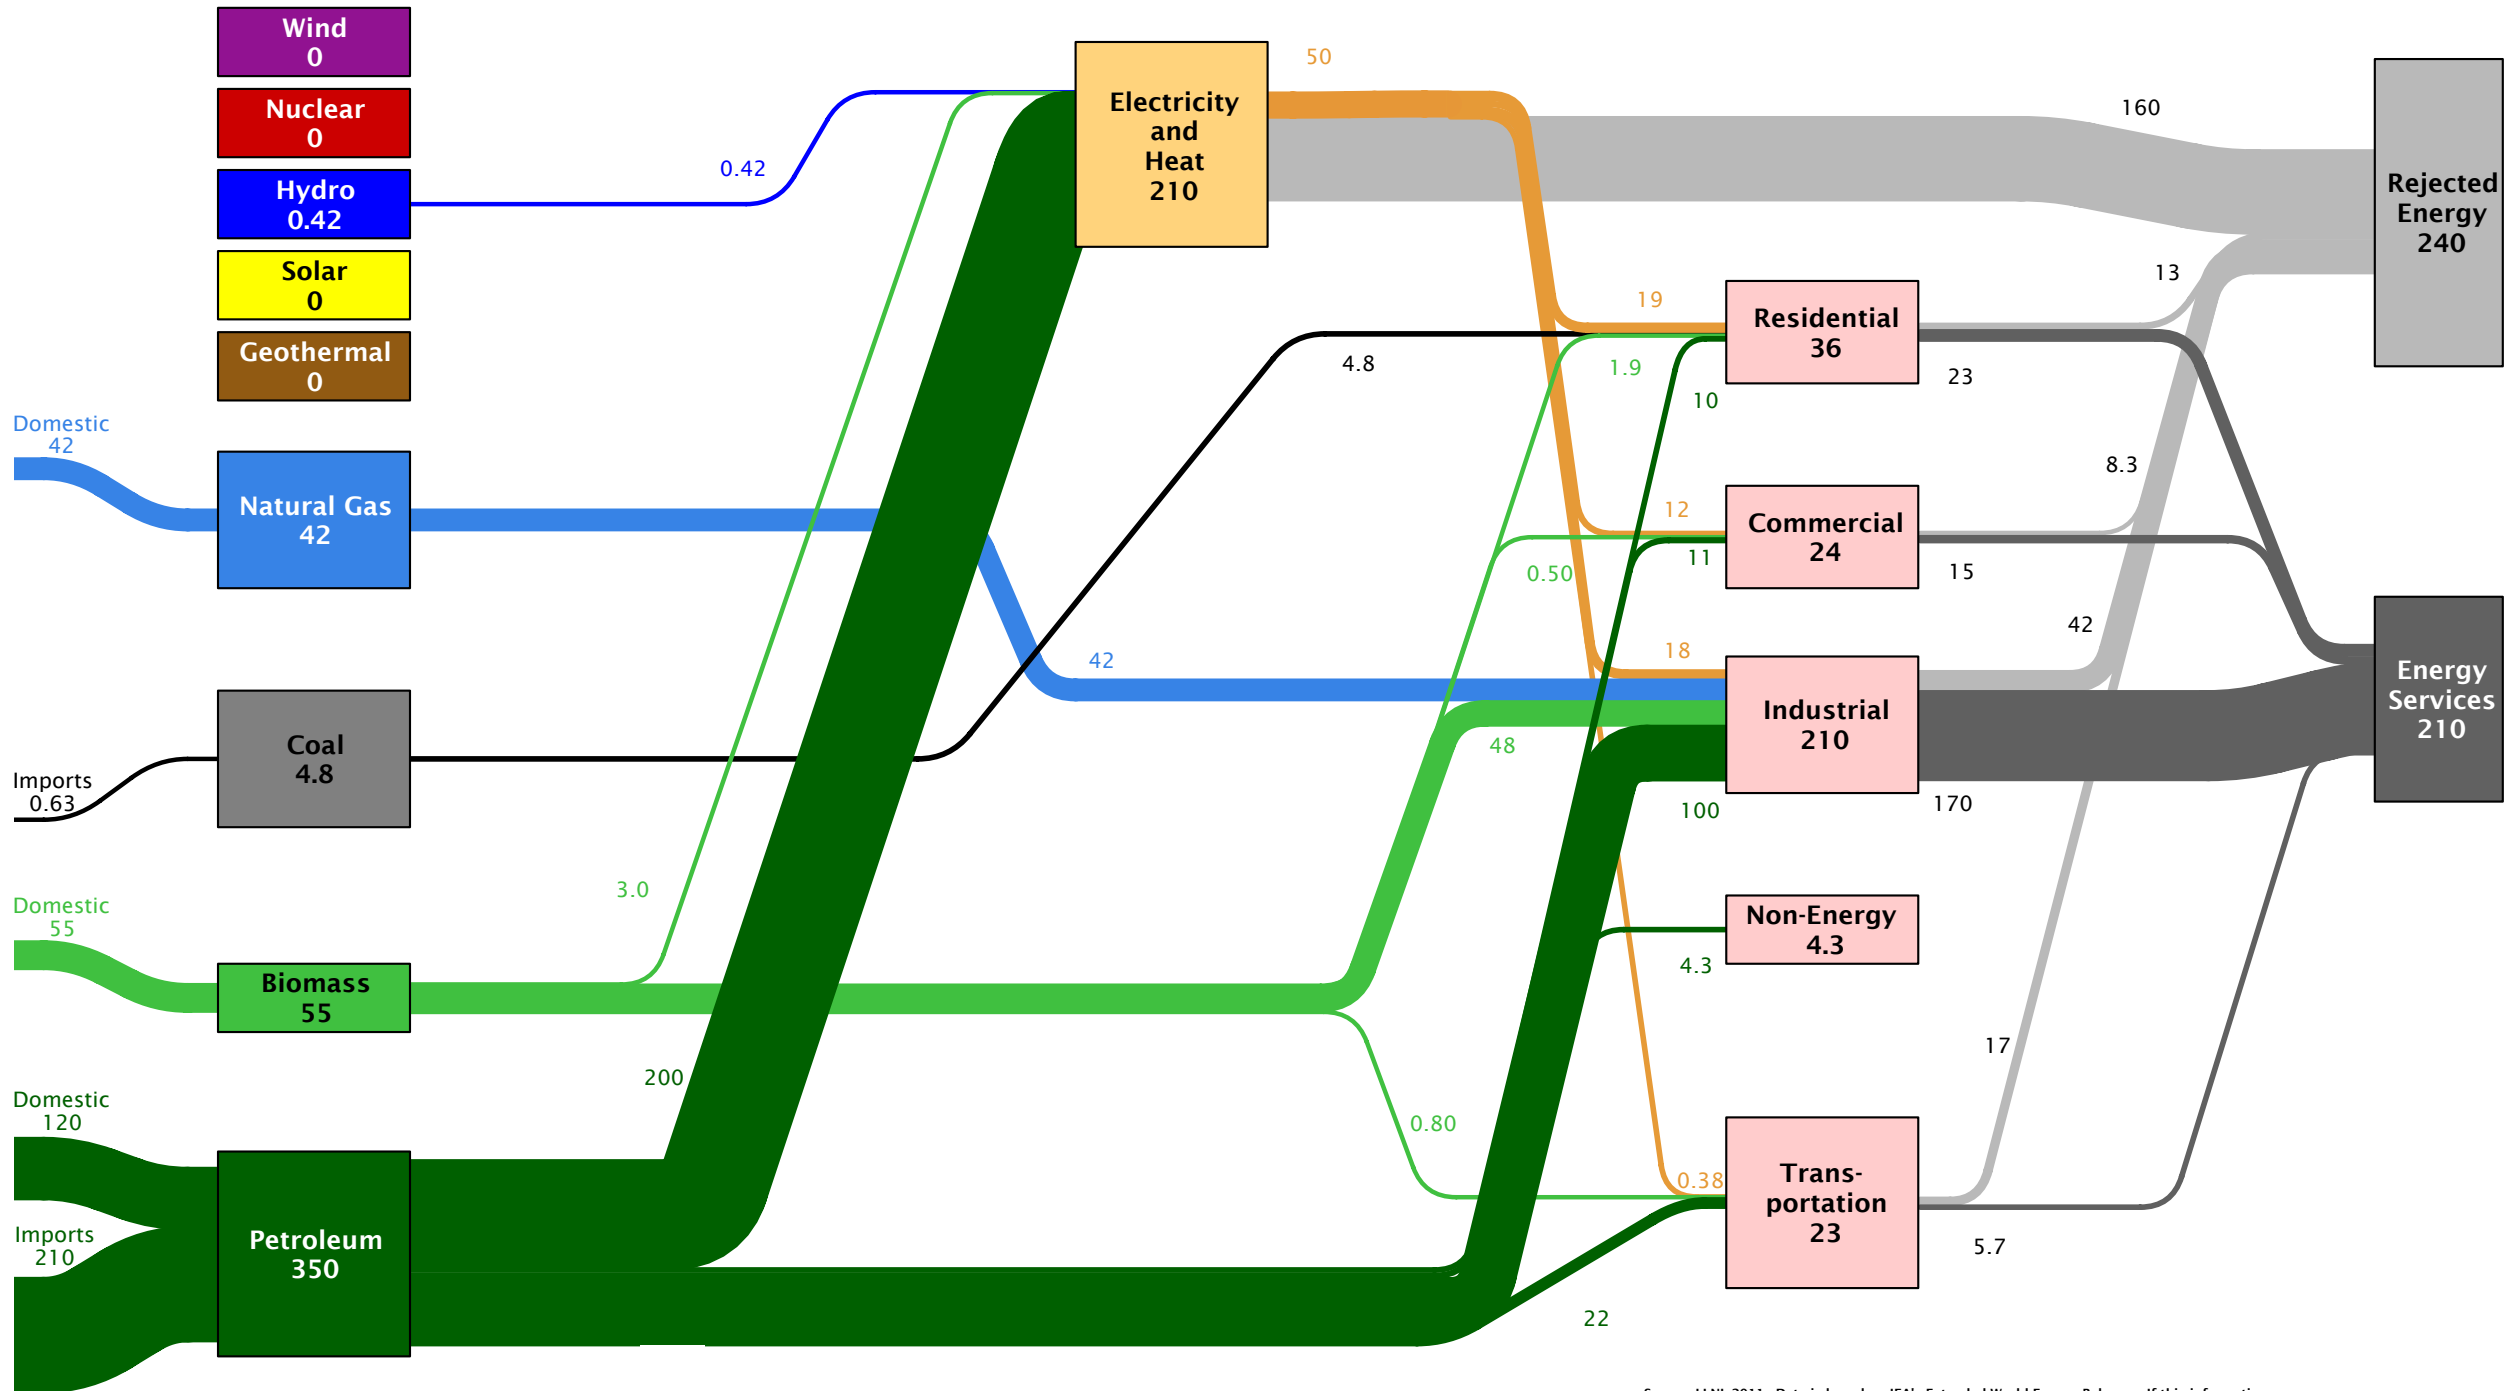 Wind
0
Nuclear
0
Hydro
0.42
Solar
0
Geothermal
0
Domestic
42
Natural Gas
42
Imports
0.63
Coal
4.8
Domestic
55
Biomass
55
Domestic
120
Imports
210
Petroleum
350
0.42
3.0
200
Electricity
and
Heat
210
50
42
4.8
48
0.80
0.50
1.9
19
10
12
11
18
100
4.3
0.38
22
Residential
36
Commercial
24
Industrial
210
Non-Energy
4.3
Trans-
portation
23
160
13
23
8.3
15
42
170
17
5.7
Rejected
Energy
240
Energy
Services
210